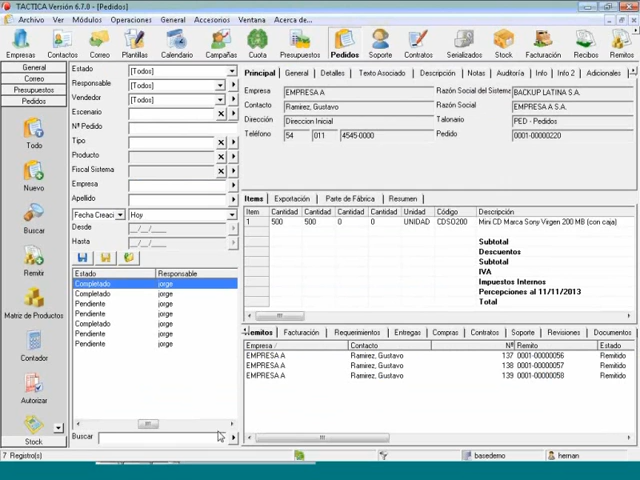 TACTICA Versión 6.7.0 - [Pedidos]
Archivo Ver Módulos Operaciones General Accesorios Ventana Acerca de...
Empresas Contactos Correo Plantillas Calendario Campañas Cuota Presupuestos Pedidos Soporte Contratos Serializados Stock Facturación Recibos Remitos
General
Correo
Presupuestos
Pedidos
Todo
Nuevo
Buscar
Remitir
Matriz de Productos
Contador
Autorizar
Stock
Estado [Todos]
Responsable [Todos]
Vendedor [Todos]
Escenario
Nº Pedido
Tipo
Producto
Fiscal Sistema
Empresa
Apellido
Fecha Creaci Hoy
Desde __/__/____
Hasta __/__/____
Estado Responsable
Completado jorge
Completado jorge
Pendiente jorge
Pendiente jorge
Completado jorge
Pendiente jorge
Pendiente jorge
Buscar
Principal General Detalles Texto Asociado Descripción Notas Auditoría Info Info 2 Adicionales
Empresa EMPRESA A Razón Social del Sistema BACKUP LATINA S.A.
Contacto Ramirez, Gustavo Razón Social EMPRESA A S.A.
Dirección Direccion Inicial Talonario PED - Pedidos
Teléfono 54 011 4545-0000 Pedido 0001-00000220
Items Exportación Parte de Fábrica Resumen
Item Cantidad Cantidad Cantidad Cantidad Unidad Código Descripción
1 500 500 0 0 UNIDAD CDSO200 Mini CD Marca Sony Virgen 200 MB (con caja)
Subtotal
Descuentos
Subtotal
IVA
Impuestos Internos
Percepciones al 11/11/2013
Total
Remitos Facturación Requerimientos Entregas Compras Contratos Soporte Revisiones Documentos
Empresa Contacto Nº Remito Estado
EMPRESA A Ramirez, Gustavo 137 0001-00000056 Remitido
EMPRESA A Ramirez, Gustavo 138 0001-00000057 Remitido
EMPRESA A Ramirez, Gustavo 139 0001-00000058 Remitido
7 Registro(s) basedemo hernan